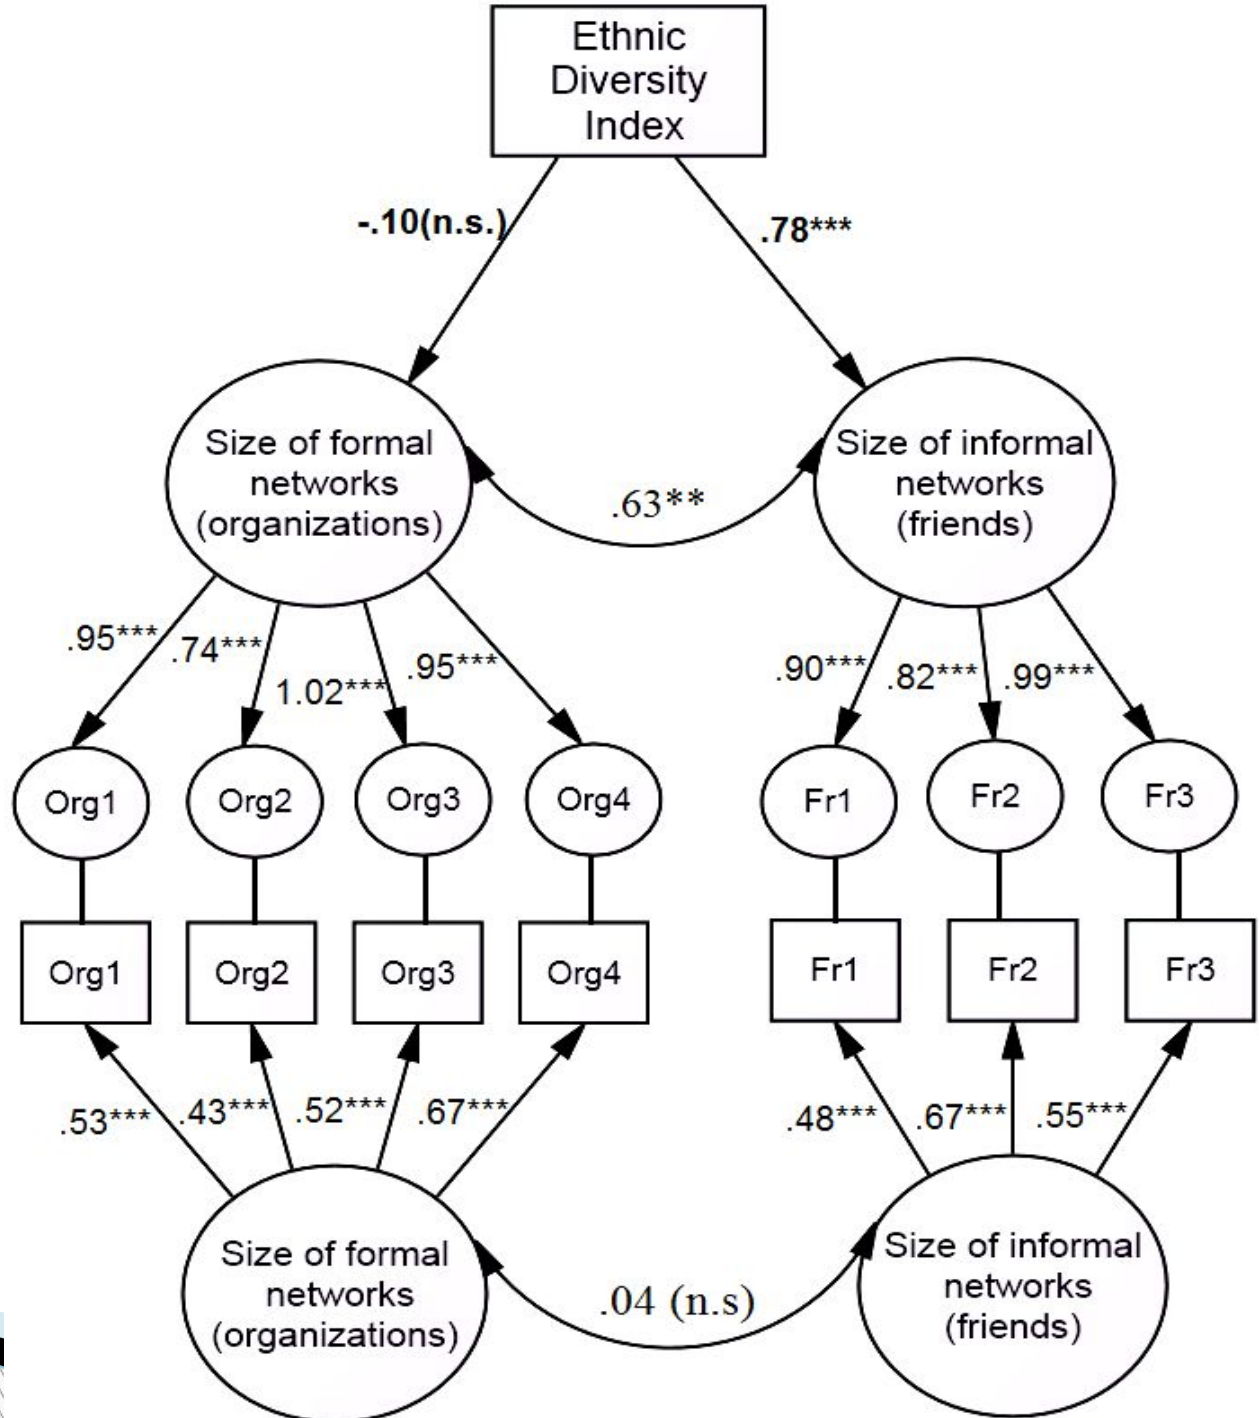 Ethnic
Diversity
Index
-.10(n.s.)
.78***
Size of formal
networks
(organizations)
.63**
Size of informal
networks
(friends)
.95***
.74***
1.02***
.95***
.90***
.82***
.99***
Org1
Org2
Org3
Org4
Fr1
Fr2
Fr3
Org1
Org2
Org3
Org4
Fr1
Fr2
Fr3
.53***
.43***
.52***
.67***
.48***
.67***
.55***
Size of formal
networks
(organizations)
.04 (n.s)
Size of informal
networks
(friends)